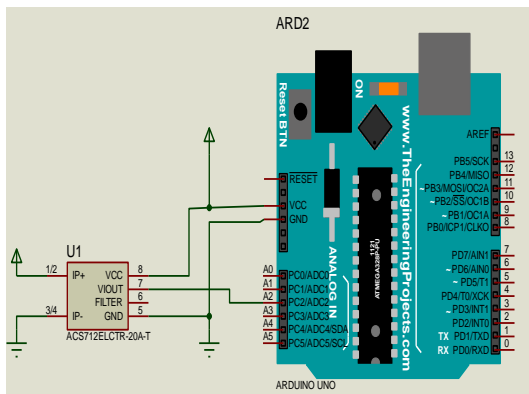 ARD2
Reset BTN
ON
www.TheEngineeringProjects.com
ANALOG IN
ATMEGA328P-PU
1121
RESET
VCC
GND
A0 PC0/ADC0
A1 PC1/ADC1
A2 PC2/ADC2
A3 PC3/ADC3
A4 PC4/ADC4/SDA
A5 PC5/ADC5/SCL
AREF
PB5/SCK 13
PB4/MISO 12
~PB3/MOSI/OC2A 11
~PB2/SS/OC1B 10
~PB1/OC1A 9
PB0/ICP1/CLKO 8
PD7/AIN1 7
~PD6/AIN0 6
~PD5/T1 5
PD4/T0/XCK 4
~PD3/INT1 3
PD2/INT0 2
TX PD1/TXD 1
RX PD0/RXD 0
ARDUINO UNO
U1
1/2 IP+ VCC 8
VIOUT 7
FILTER 6
3/4 IP- GND 5
ACS712ELCTR-20A-T